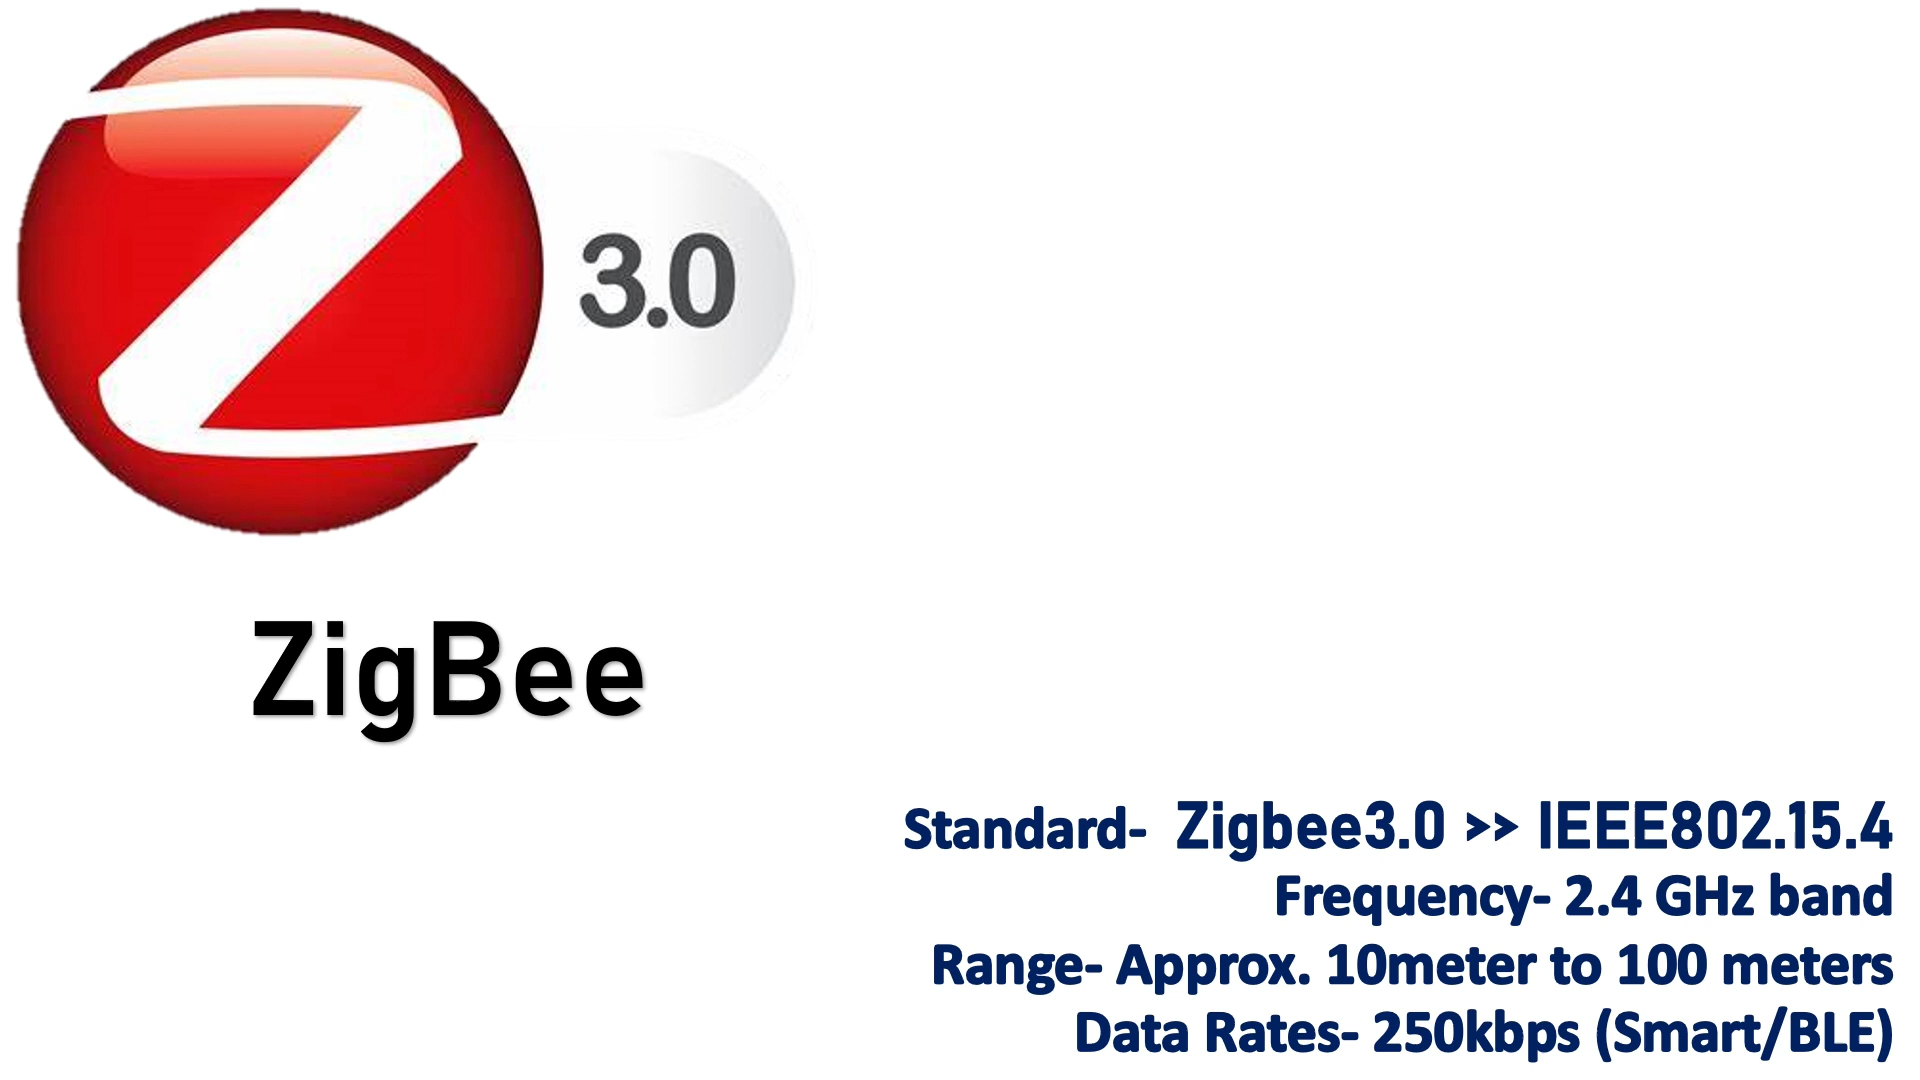 Z 3.0
ZigBee
Standard- Zigbee3.0 >> IEEE802.15.4
Frequency- 2.4 GHz band
Range- Approx. 10meter to 100 meters
Data Rates- 250kbps (Smart/BLE)